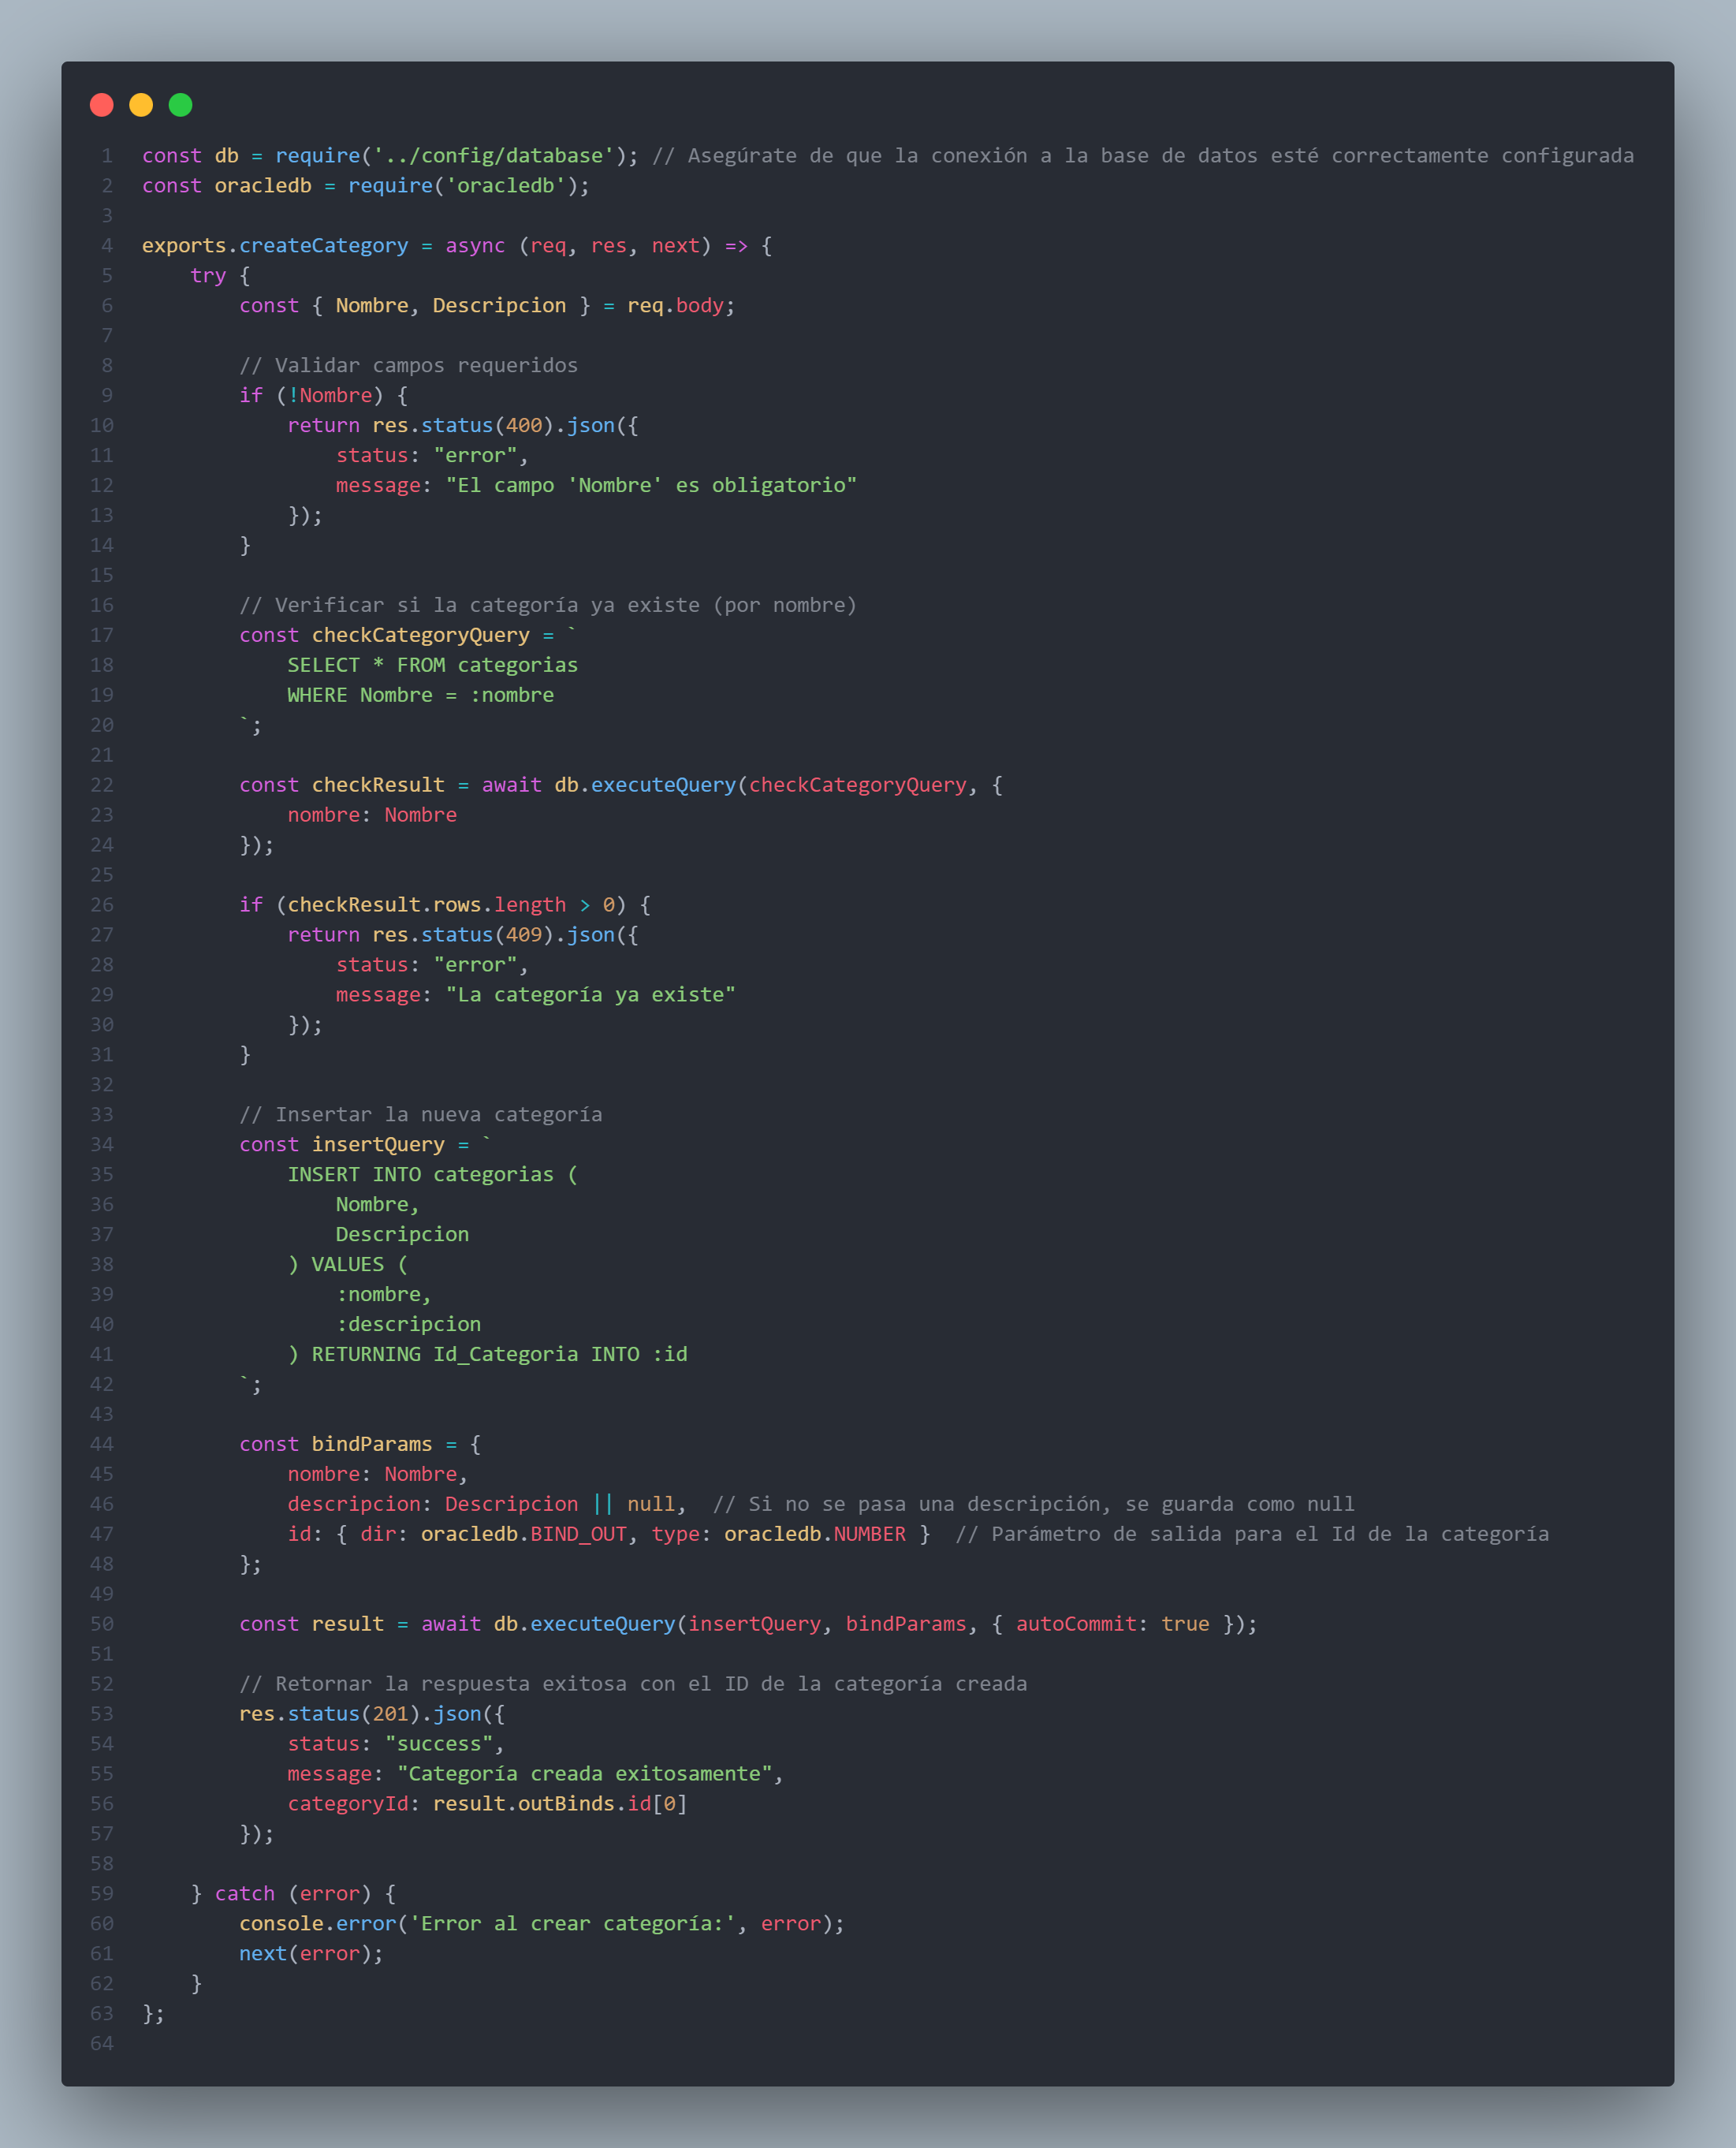 1 const db = require('../config/database'); // Asegúrate de que la conexión a la base de datos esté correctamente configurada
2 const oracledb = require('oracledb');
3
4 exports.createCategory = async (req, res, next) => {
5     try {
6         const { Nombre, Descripcion } = req.body;
7
8         // Validar campos requeridos
9         if (!Nombre) {
10             return res.status(400).json({
11                 status: "error",
12                 message: "El campo 'Nombre' es obligatorio"
13             });
14         }
15
16         // Verificar si la categoría ya existe (por nombre)
17         const checkCategoryQuery = `
18             SELECT * FROM categorias
19             WHERE Nombre = :nombre
20         `;
21
22         const checkResult = await db.executeQuery(checkCategoryQuery, {
23             nombre: Nombre
24         });
25
26         if (checkResult.rows.length > 0) {
27             return res.status(409).json({
28                 status: "error",
29                 message: "La categoría ya existe"
30             });
31         }
32
33         // Insertar la nueva categoría
34         const insertQuery = `
35             INSERT INTO categorias (
36                 Nombre,
37                 Descripcion
38             ) VALUES (
39                 :nombre,
40                 :descripcion
41             ) RETURNING Id_Categoria INTO :id
42         `;
43
44         const bindParams = {
45             nombre: Nombre,
46             descripcion: Descripcion || null,  // Si no se pasa una descripción, se guarda como null
47             id: { dir: oracledb.BIND_OUT, type: oracledb.NUMBER }  // Parámetro de salida para el Id de la categoría
48         };
49
50         const result = await db.executeQuery(insertQuery, bindParams, { autoCommit: true });
51
52         // Retornar la respuesta exitosa con el ID de la categoría creada
53         res.status(201).json({
54             status: "success",
55             message: "Categoría creada exitosamente",
56             categoryId: result.outBinds.id[0]
57         });
58
59     } catch (error) {
60         console.error('Error al crear categoría:', error);
61         next(error);
62     }
63 };
64